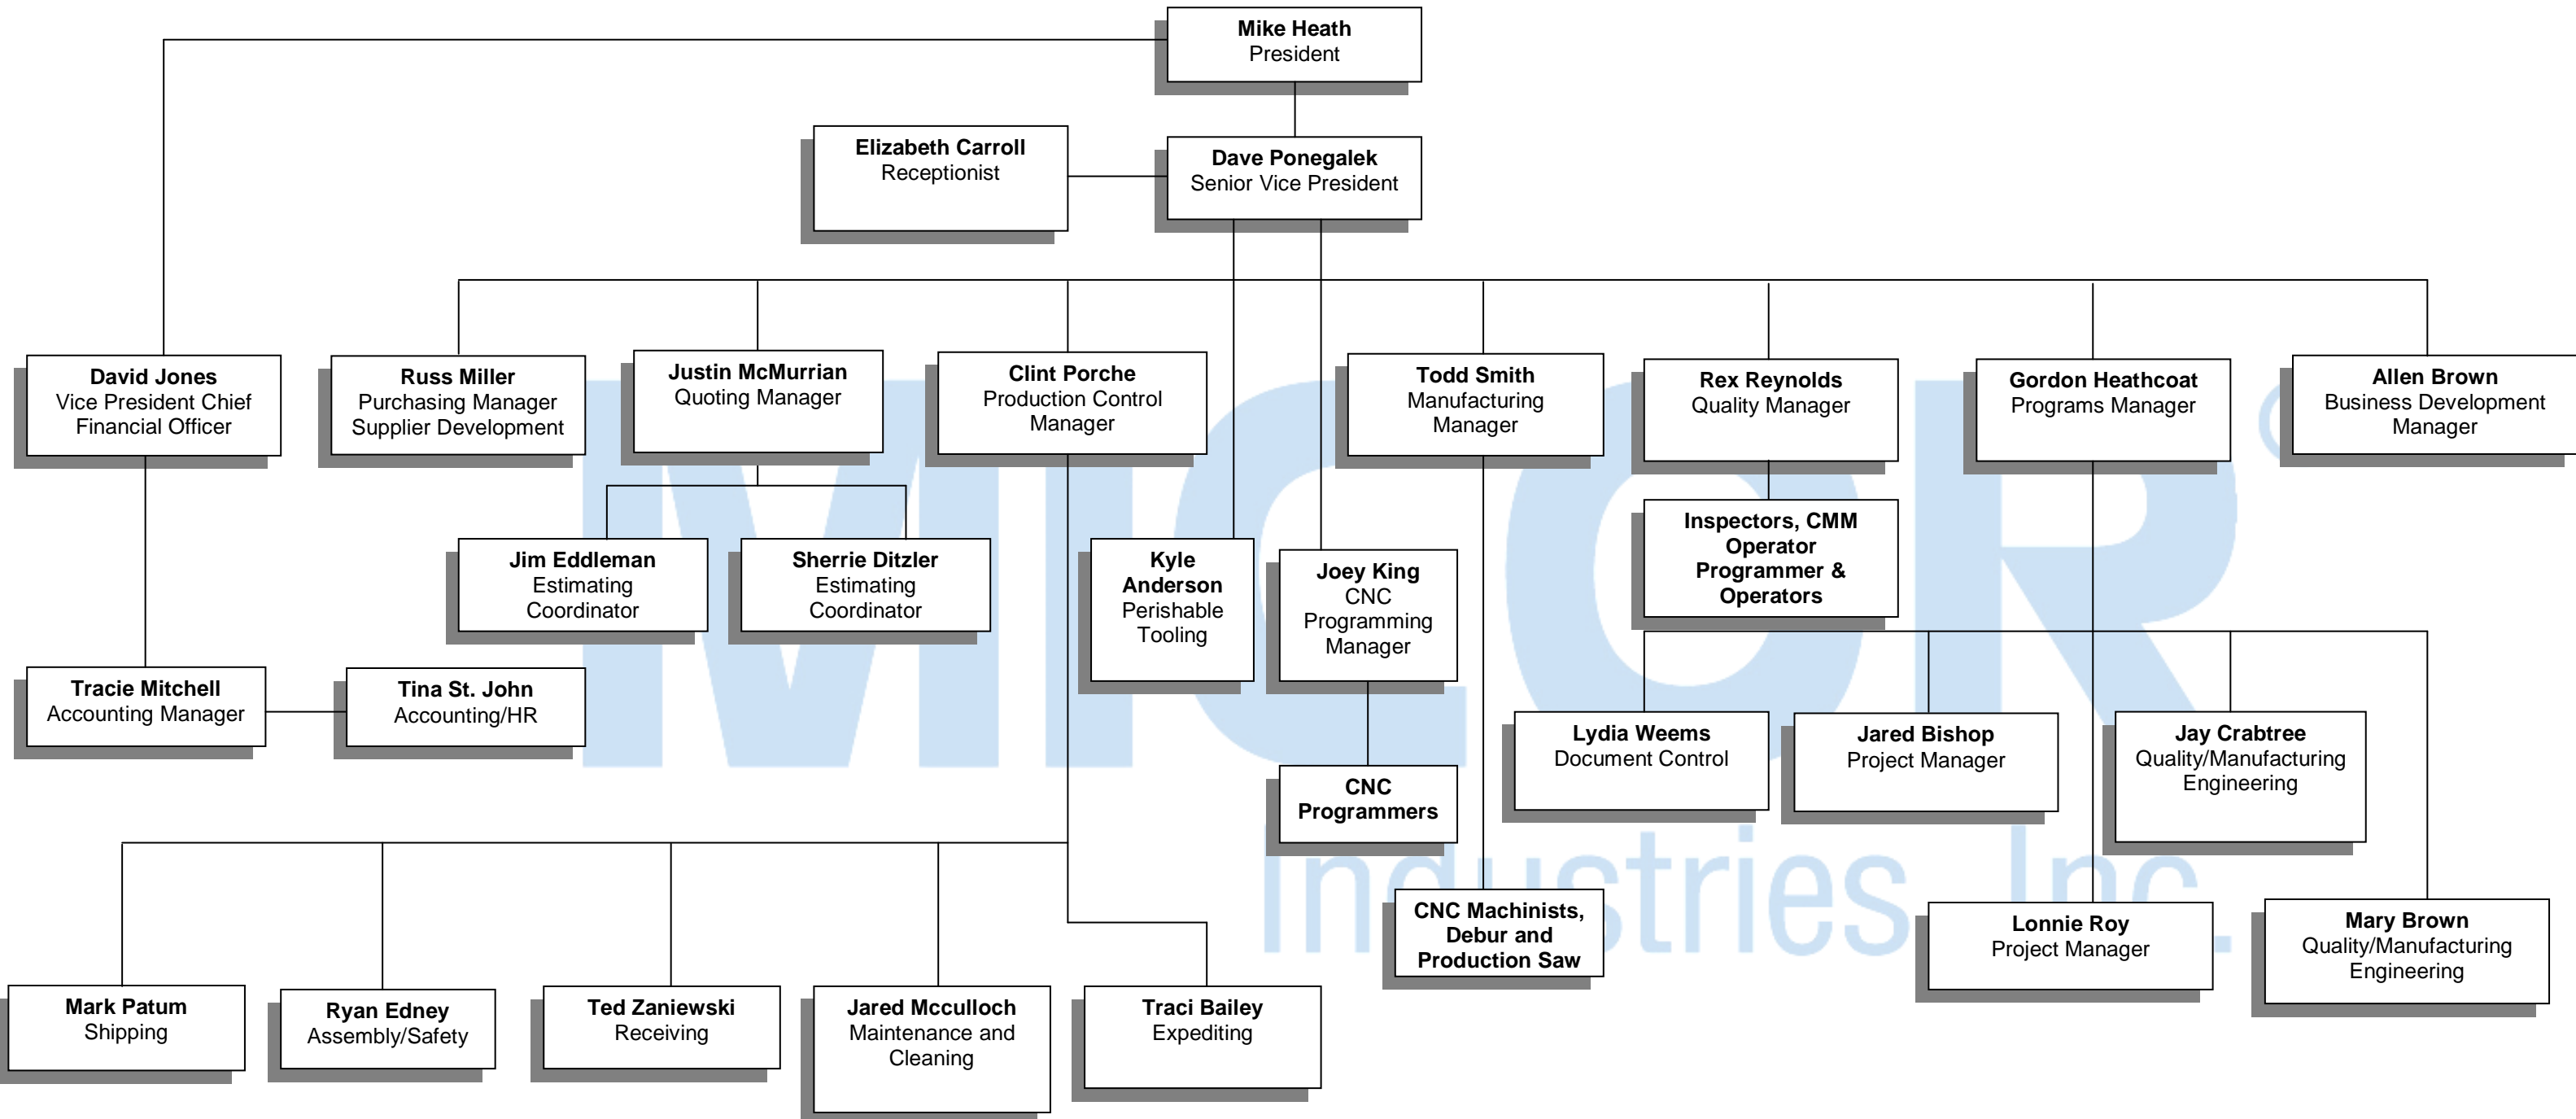 Mike Heath
President
Elizabeth Carroll
Receptionist
Dave Ponegalek
Senior Vice President
David Jones
Vice President Chief
Financial Officer
Russ Miller
Purchasing Manager
Supplier Development
Justin McMurrian
Quoting Manager
Clint Porche
Production Control
Manager
Todd Smith
Manufacturing
Manager
Rex Reynolds
Quality Manager
Gordon Heathcoat
Programs Manager
Allen Brown
Business Development
Manager
Jim Eddleman
Estimating
Coordinator
Sherrie Ditzler
Estimating
Coordinator
Kyle
Anderson
Perishable
Tooling
Joey King
CNC
Programming
Manager
Inspectors, CMM
Operator
Programmer &
Operators
Tracie Mitchell
Accounting Manager
Tina St. John
Accounting/HR
CNC
Programmers
Lydia Weems
Document Control
Jared Bishop
Project Manager
Jay Crabtree
Quality/Manufacturing
Engineering
CNC Machinists,
Debur and
Production Saw
Lonnie Roy
Project Manager
Mary Brown
Quality/Manufacturing
Engineering
Mark Patum
Shipping
Ryan Edney
Assembly/Safety
Ted Zaniewski
Receiving
Jared Mcculloch
Maintenance and
Cleaning
Traci Bailey
Expediting
MICOR
Industries, Inc.